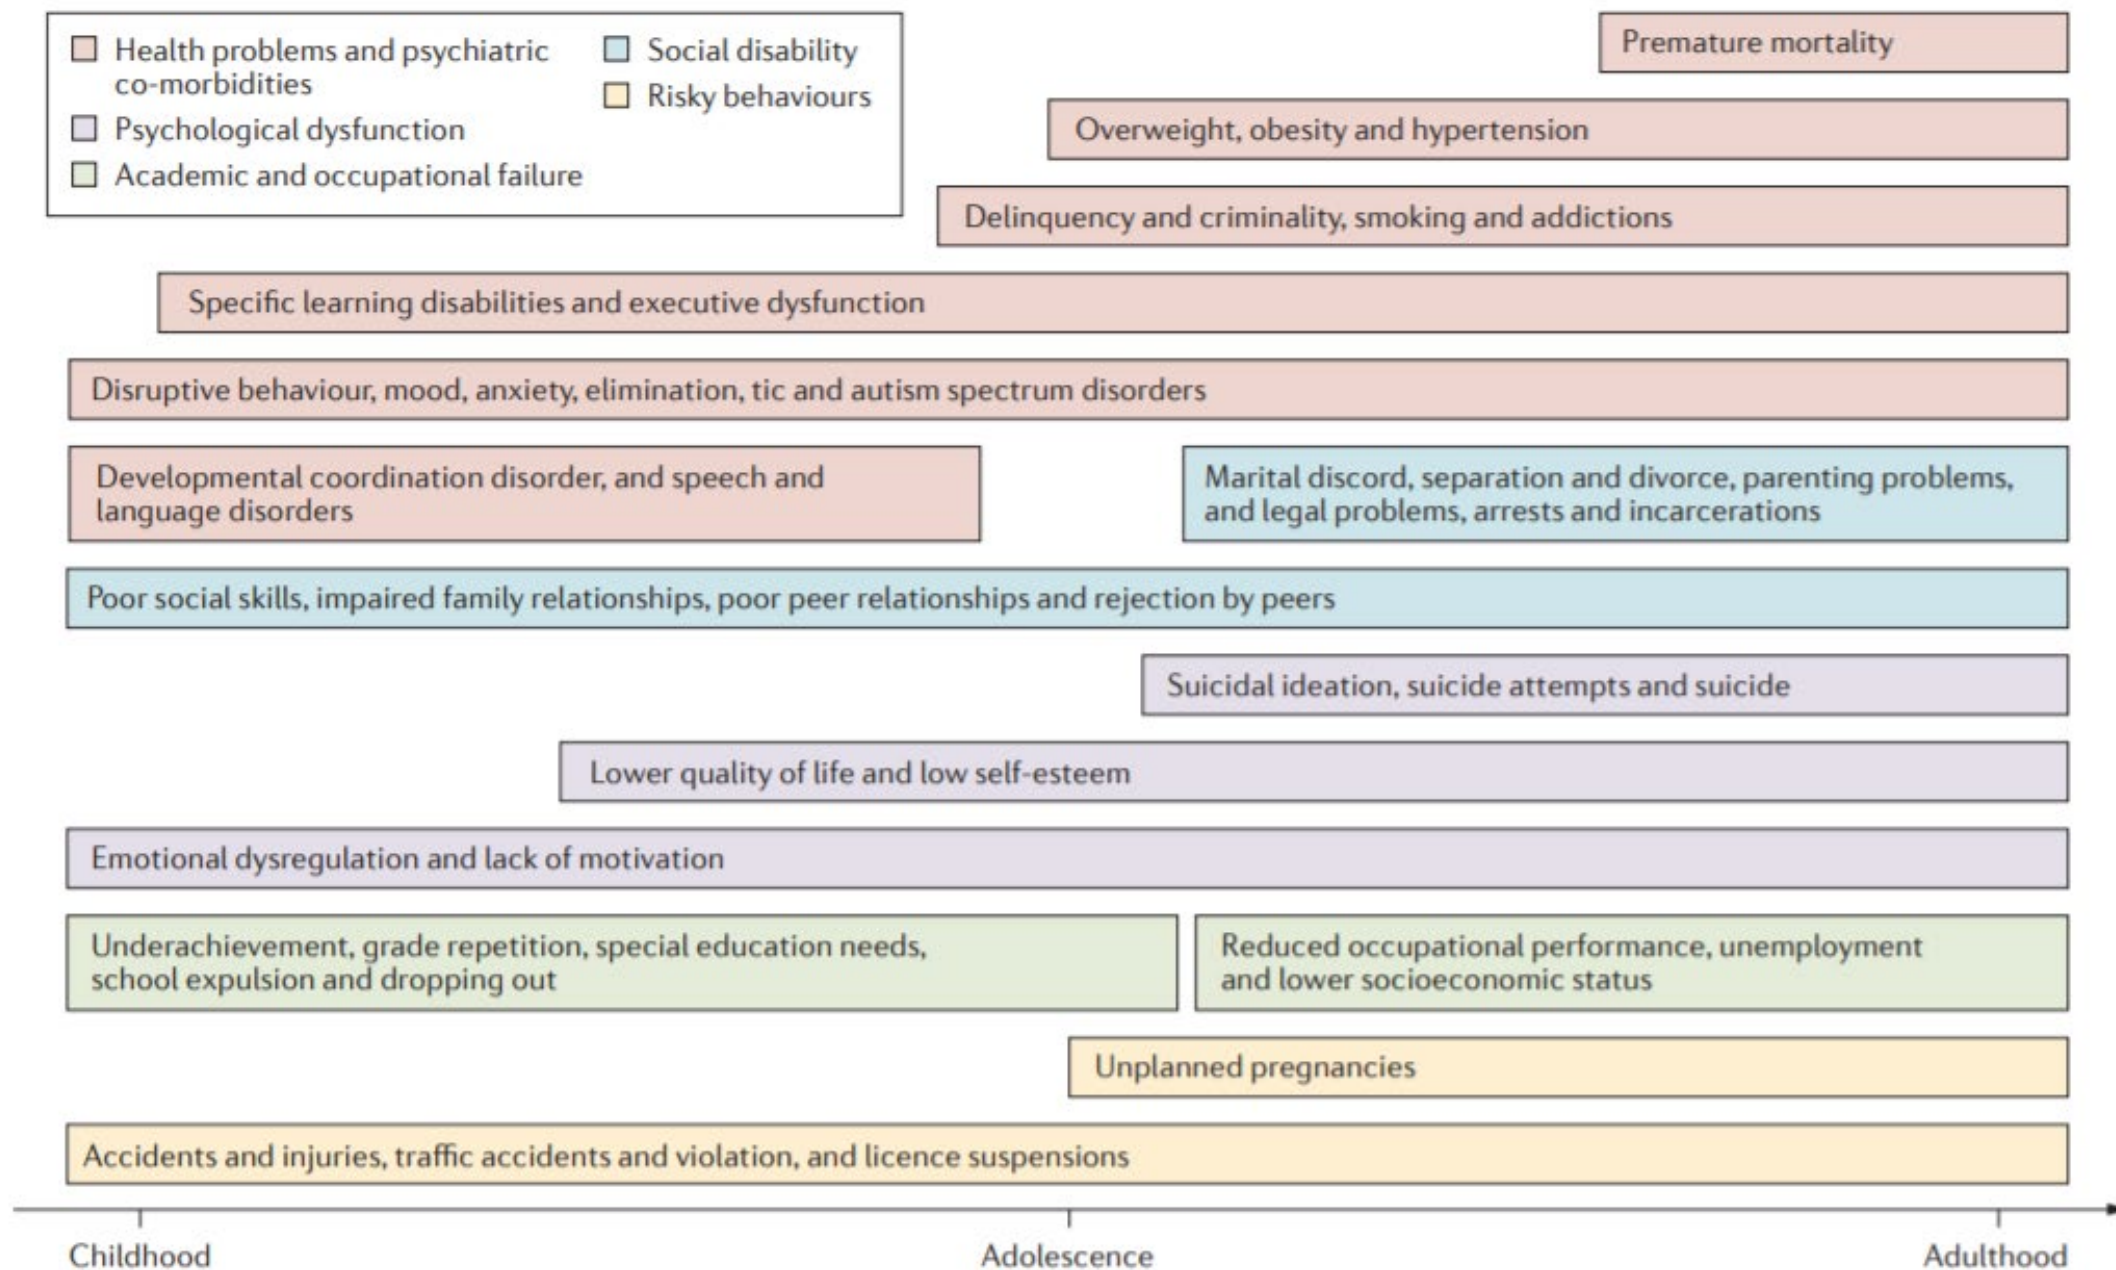 Health problems and psychiatric
co-morbidities
Psychological dysfunction
Academic and occupational failure
Social disability
Risky behaviours
Premature mortality
Overweight, obesity and hypertension
Delinquency and criminality, smoking and addictions
Specific learning disabilities and executive dysfunction
Disruptive behaviour, mood, anxiety, elimination, tic and autism spectrum disorders
Developmental coordination disorder, and speech and
language disorders
Marital discord, separation and divorce, parenting problems,
and legal problems, arrests and incarcerations
Poor social skills, impaired family relationships, poor peer relationships and rejection by peers
Suicidal ideation, suicide attempts and suicide
Lower quality of life and low self-esteem
Emotional dysregulation and lack of motivation
Underachievement, grade repetition, special education needs,
school expulsion and dropping out
Reduced occupational performance, unemployment
and lower socioeconomic status
Unplanned pregnancies
Accidents and injuries, traffic accidents and violation, and licence suspensions
Childhood
Adolescence
Adulthood